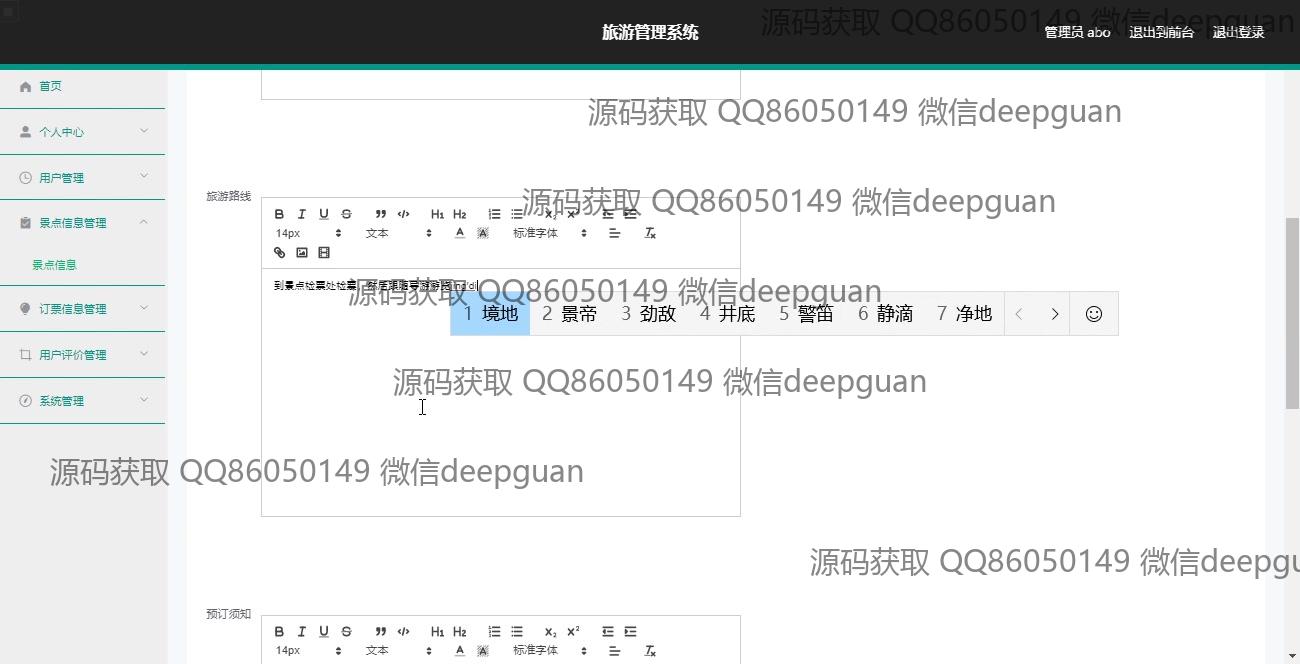 旅游管理系统
管理员 abo 退出到前台 退出登录
源码获取 QQ86050149 微信deepguan
首页
个人中心
用户管理
景点信息管理
景点信息
订票信息管理
用户评价管理
系统管理
源码获取 QQ86050149 微信deepguan
旅游路线
源码获取 QQ86050149 微信deepguan
B I U S H1 H2 X2 X2
14px 文本 A A 标准字体 Tx
到景点检票处检票
源码获取 QQ86050149 微信deepguan
1 境地 2 景帝 3 劲敌 4 井底 5 警笛 6 静滴 7 净地
源码获取 QQ86050149 微信deepguan
源码获取 QQ86050149 微信deepguan
源码获取 QQ86050149 微信deepgu
预订须知
B I U S H1 H2 X2 X2
14px 文本 A A 标准字体 Tx